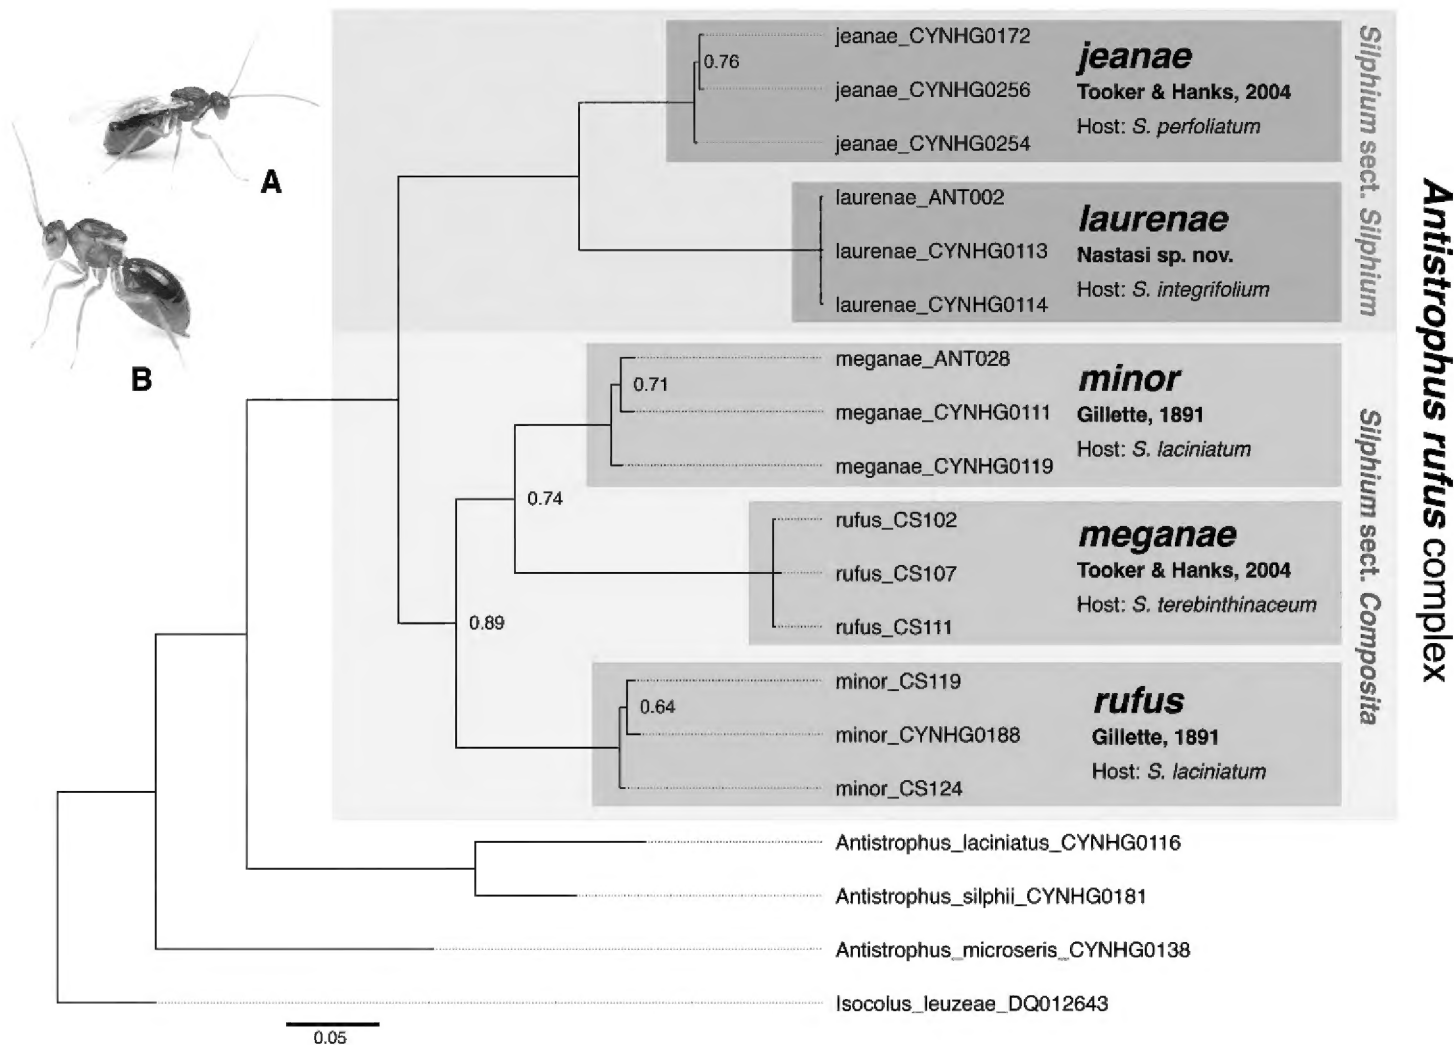 A
B
jeanae_CYNHG0172
0.76
jeanae_CYNHG0256
jeanae_CYNHG0254
jeanae
Tooker & Hanks, 2004
Host: S. perfoliatum
laurenae_ANT002
laurenae_CYNHG0113
laurenae_CYNHG0114
laurenae
Nastasi sp. nov.
Host: S. integrifolium
Silphium sect. Silphium
meganae_ANT028
0.71
meganae_CYNHG0111
meganae_CYNHG0119
minor
Gillette, 1891
Host: S. laciniatum
0.74
rufus_CS102
rufus_CS107
rufus_CS111
meganae
Tooker & Hanks, 2004
Host: S. terebinthinaceum
0.89
minor_CS119
0.64
minor_CYNHG0188
minor_CS124
rufus
Gillette, 1891
Host: S. laciniatum
Silphium sect. Composita
Antistrophus rufus complex
Antistrophus_laciniatus_CYNHG0116
Antistrophus_silphii_CYNHG0181
Antistrophus_microseris_CYNHG0138
Isocolus_leuzeae_DQ012643
0.05